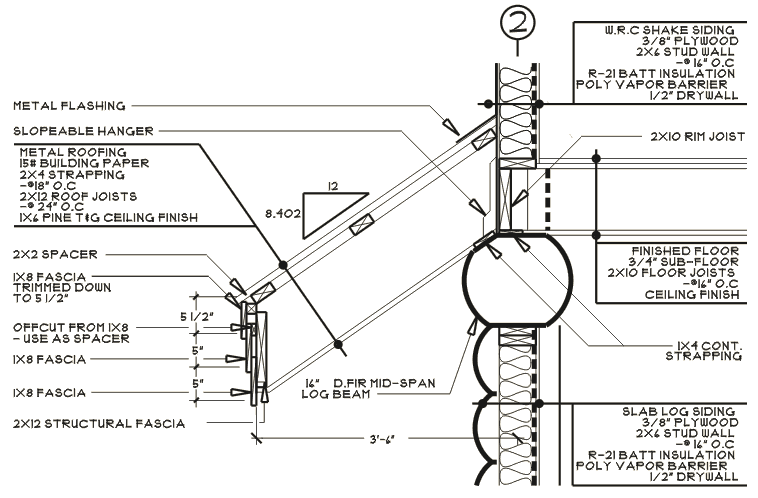 2
W.R.C SHAKE SIDING
3/8" PLYWOOD
2X6 STUD WALL
-@ 16" O.C
R-21 BATT INSULATION
POLY VAPOR BARRIER
1/2" DRYWALL
METAL FLASHING
SLOPEABLE HANGER
2X10 RIM JOIST
METAL ROOFING
15# BUILDING PAPER
2X4 STRAPPING
-@18" O.C
2X12 ROOF JOISTS
-@ 24" O.C
1X6 PINE T&G CEILING FINISH
12
8.402
2X2 SPACER
1X8 FASCIA
TRIMMED DOWN
TO 5 1/2"
5 1/2"
OFFCUT FROM 1X8
- USE AS SPACER
5"
1X8 FASCIA
5"
1X8 FASCIA
2X12 STRUCTURAL FASCIA
FINISHED FLOOR
3/4" SUB-FLOOR
2X10 FLOOR JOISTS
-@16" O.C
CEILING FINISH
1X4 CONT.
STRAPPING
16" D.FIR MID-SPAN
LOG BEAM
3'-6"
SLAB LOG SIDING
3/8" PLYWOOD
2X6 STUD WALL
-@ 16" O.C
R-21 BATT INSULATION
POLY VAPOR BARRIER
1/2" DRYWALL